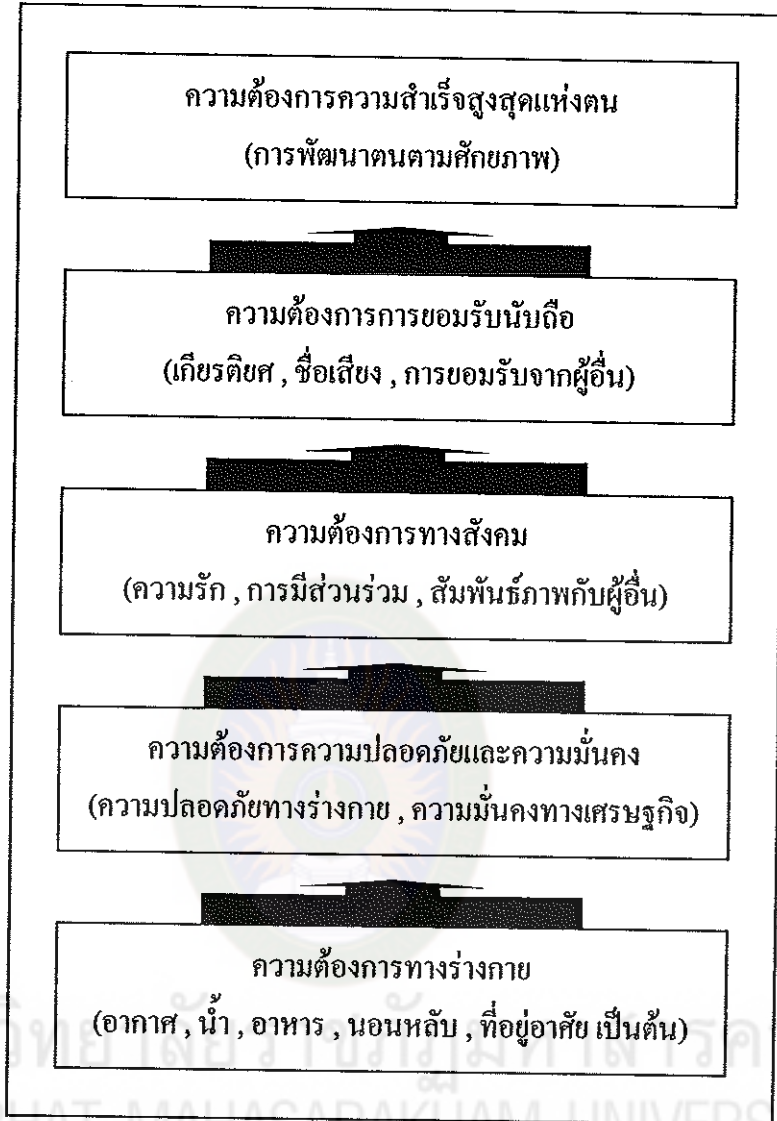 ความต้องการความสำเร็จสูงสุดแห่งตน
(การพัฒนาตนตามศักยภาพ)
ความต้องการการยอมรับนับถือ
(เกียรติยศ , ชื่อเสียง , การยอมรับจากผู้อื่น)
ความต้องการทางสังคม
(ความรัก , การมีส่วนร่วม , สัมพันธ์ภาพกับผู้อื่น)
ความต้องการความปลอดภัยและความมั่นคง
(ความปลอดภัยทางร่างกาย , ความมั่นคงทางเศรษฐกิจ)
ความต้องการทางร่างกาย
(อากาศ , น้ำ , อาหาร , นอนหลับ , ที่อยู่อาศัย เป็นต้น)
MAHASARAKHAM